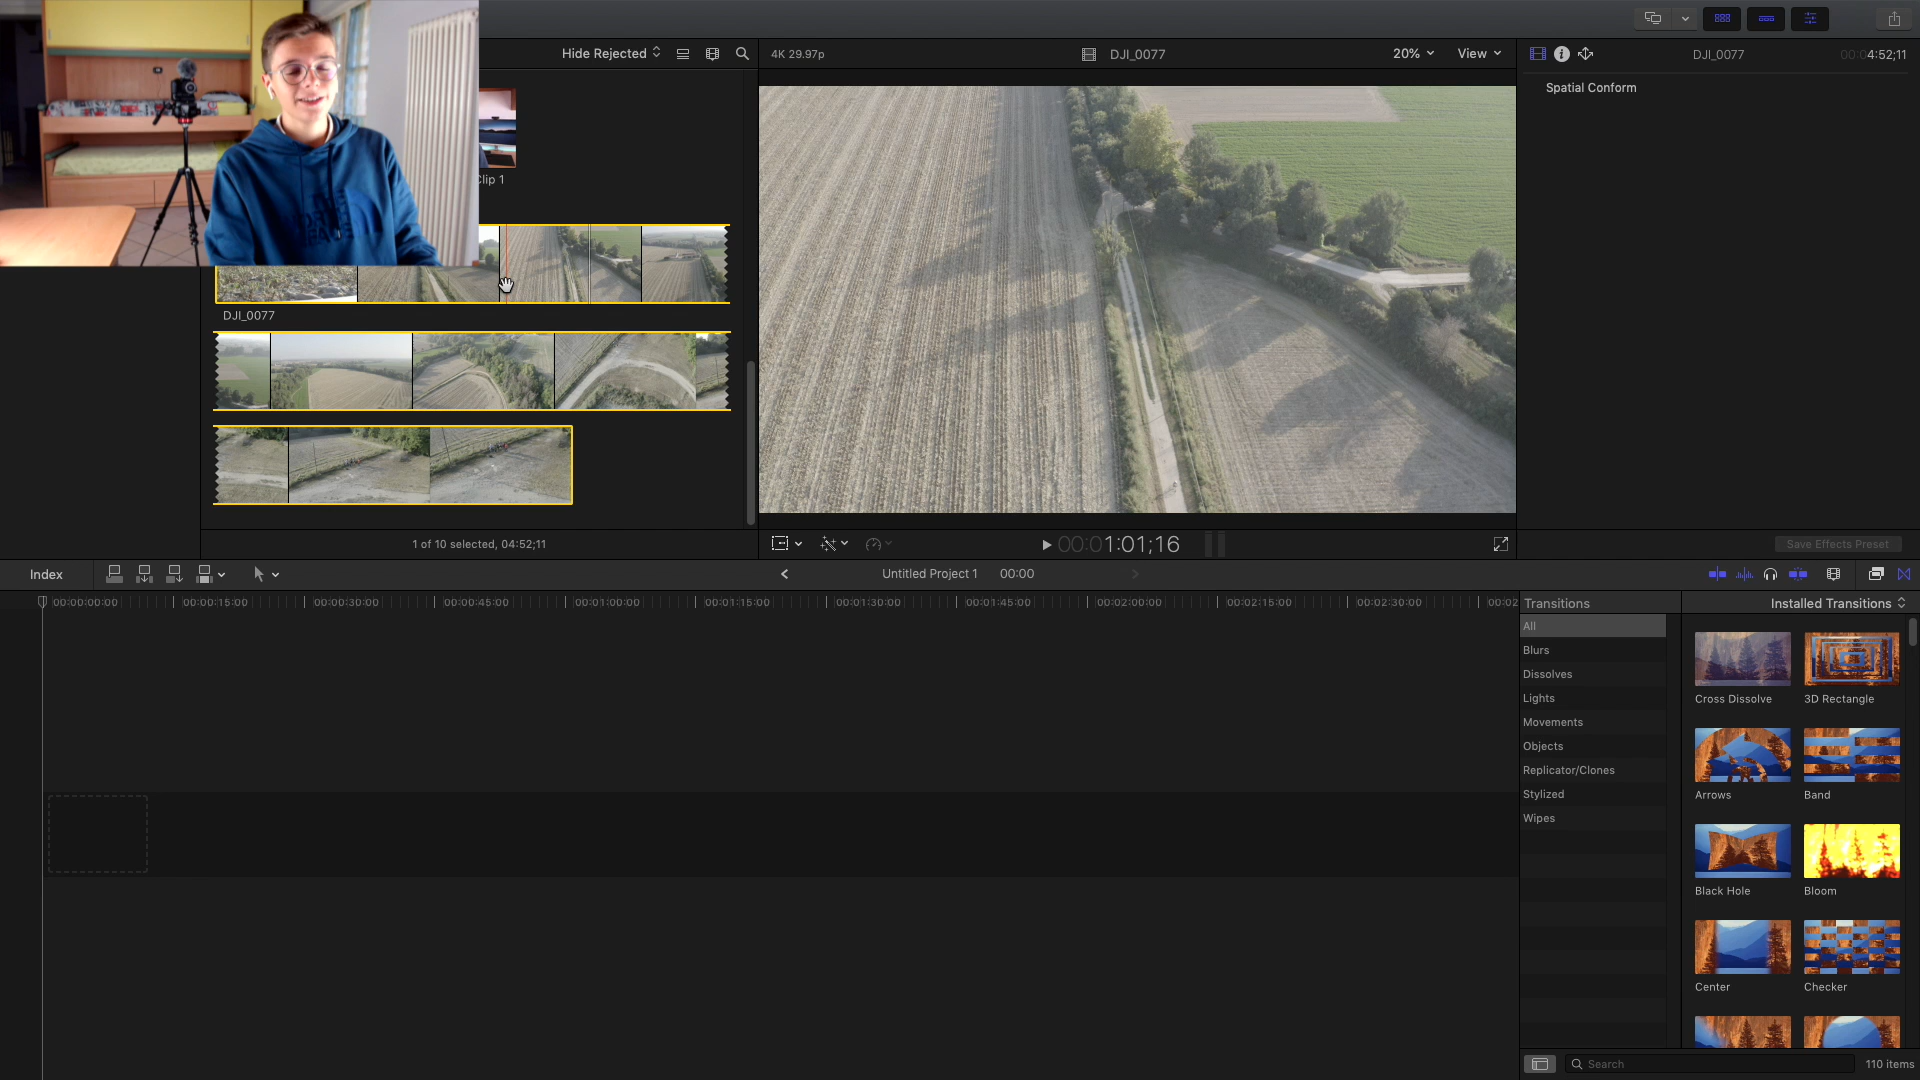 Hide Rejected
4K 29.97p
DJI_0077
20%
View
DJI_0077
00:04:52;11
Spatial Conform
Clip 1
DJI_0077
1 of 10 selected, 04:52;11
00:01:01;16
Save Effects Preset
Index
Untitled Project 1
00:00
00:00:00:00
00:00:15:00
00:00:30:00
00:00:45:00
00:01:00:00
00:01:15:00
00:01:30:00
00:01:45:00
00:02:00:00
00:02:15:00
00:02:30:00
00:02
Transitions
Installed Transitions
All
Blurs
Dissolves
Lights
Movements
Objects
Replicator/Clones
Stylized
Wipes
Cross Dissolve
3D Rectangle
Arrows
Band
Black Hole
Bloom
Center
Checker
Search
110 items